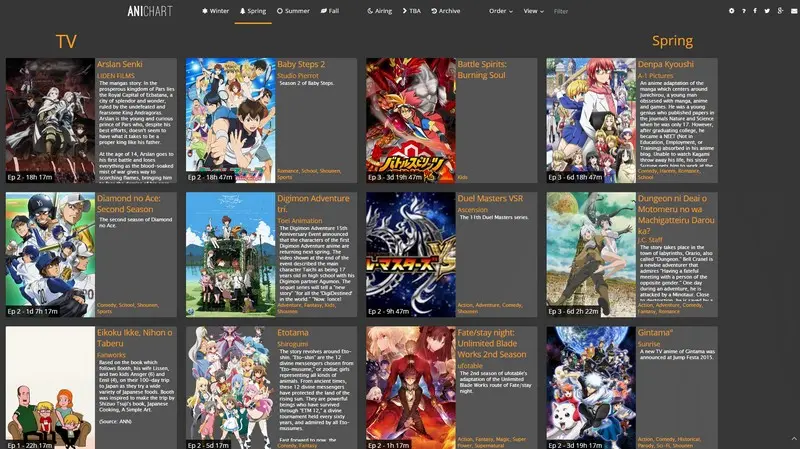 ANICHART
Winter
Spring
Summer
Fall
Airing
TBA
Archive
Order
View
Filter
TV
Spring
Arslan Senki
LIDEN FILMS
The mangas story: In the
prosperous kingdom of Pars lies
the Royal Capital of Ecbatana, a
city of splendor and wonder,
ruled by the undefeated and
fearsome King Andragoras.
Arslan is the young and curious
prince of Pars who, despite his
best efforts, doesn't seem to
have what it takes to be a
proper king like his father.
At the age of 14, Arslan goes to
his first battle and loses
everything as the blood-soaked
mist of war gives way to
scorching flames, bringing him
Ep 2 - 18h 17m
Baby Steps 2
Studio Pierrot
Season 2 of Baby Steps.
Romance, School, Shounen,
Sports
Ep 2 - 18h 47m
Battle Spirits:
Burning Soul
バトルスピリッツ
Kids
Ep 3 - 3d 19h 47m
Denpa Kyoushi
A-1 Pictures
An anime adaptation of the
manga which centers around
Junichirou, a young man
obsessed with manga, anime
and games. He was a genius
who published papers in
the journals Nature and Science
when he was only 17. However,
after graduating college, he
became a NEET (Not in
Education, Employment, or
Training) absorbed in his anime
blog. Unable to watch Kagami
throw away his life, his sister
Comedy, Harem, Romance,
School
Ep 3 - 6d 18h 47m
Diamond no Ace:
Second Season
The second season of Diamond
no Ace.
Comedy, School, Shounen,
Sports
Ep 2 - 1d 7h 17m
Digimon Adventure
tri.
Toei Animation
The Digimon Adventure 15th
Anniversary Event announced
that the characters of the first
Digimon Adventure anime are
returning next spring. The
video shown at the end of the
event described the main
character Taichi as being 17
years old in high school with his
Digimon partner Agumon. The
sequel series will tell a "new
story" for all the "DigiDestined
in the world."
Adventure, Fantasy, Kids,
Shounen
Duel Masters VSR
Ascension
The 11th Duel Masters series.
Action, Adventure, Comedy,
Shounen
Ep 2 - 9h 47m
Dungeon ni Deai o
Motomeru no wa
Machigatteiru Darou
ka?
J.C. Staff
The story takes place in the
town of labyrinths, Orario, also
called "Dungeon." Bell Cranel is
a newbie adventurer that
admires "Having a fateful
meeting with a person of the
opposite gender." One day
during an adventure, he is
attacked by a Minotaur. Close
Action, Adventure, Comedy,
Fantasy, Romance
Ep 3 - 6d 2h 22m
Eikoku Ikke, Nihon o
Taberu
Fanworks
Based on the book which
follows Booth, his wife Lissen,
and two kids Ansger (6) and
Emil (4), on their 100-day trip
to Japan as they try a wide
variety of Japanese foods. Booth
was inspired to make the trip by
Shizuo Tsuji's book, Japanese
Cooking, A Simple Art.
(Source: ANN)
Ep 1 - 22h 17m
Etotama
Shirogumi
The story revolves around Eto-
shin. "Eto-shin" are the 12
divine messengers chosen from
"Eto-musume," or zodiac girls
representing all kinds of
animals. From ancient times,
these 12 divine messengers
have protected the land of the
rising sun. They are powerful
beings who have survived
through "ETM 12," a divine
tournament held every sixty
years, and admired by all Eto-
musumes.
Comedy, Fantasy
Ep 2 - 5d 17m
Fate/stay night:
Unlimited Blade
Works 2nd Season
ufotable
The 2nd season of ufotable's
adaptation of the Unlimited
Blade Works route of Fate/stay
night.
Action, Fantasy, Magic, Super
Power, Supernatural
Ep 2 - 1h 17m
Gintama°
Sunrise
A new TV anime of Gintama was
announced at Jump Festa 2015.
Action, Comedy, Historical,
Parody, Sci-Fi, Shounen
Ep 2 - 3d 19h 17m